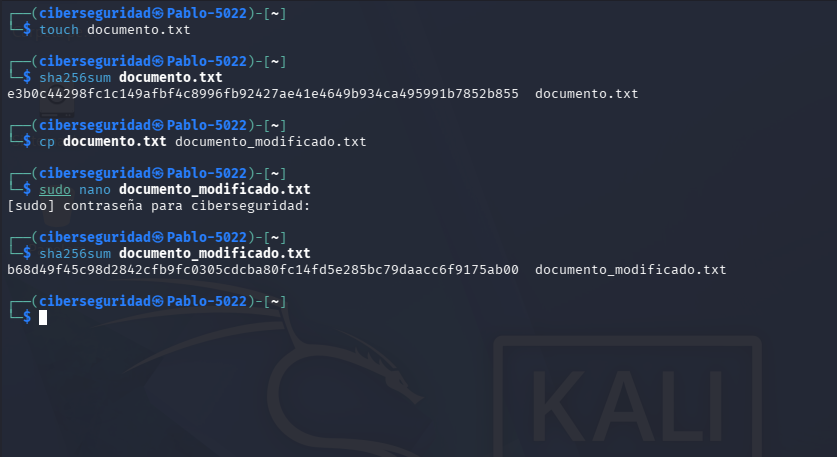 ┌──(ciberseguridad㉿Pablo-5022)-[~]
└─$ touch documento.txt
┌──(ciberseguridad㉿Pablo-5022)-[~]
└─$ sha256sum documento.txt
e3b0c44298fc1c149afbf4c8996fb92427ae41e4649b934ca495991b7852b855  documento.txt
┌──(ciberseguridad㉿Pablo-5022)-[~]
└─$ cp documento.txt documento_modificado.txt
┌──(ciberseguridad㉿Pablo-5022)-[~]
└─$ sudo nano documento_modificado.txt
[sudo] contraseña para ciberseguridad:
┌──(ciberseguridad㉿Pablo-5022)-[~]
└─$ sha256sum documento_modificado.txt
b68d49f45c98d2842cfb9fc0305cdcba80fc14fd5e285bc79daacc6f9175ab00  documento_modificado.txt
┌──(ciberseguridad㉿Pablo-5022)-[~]
└─$
KALI